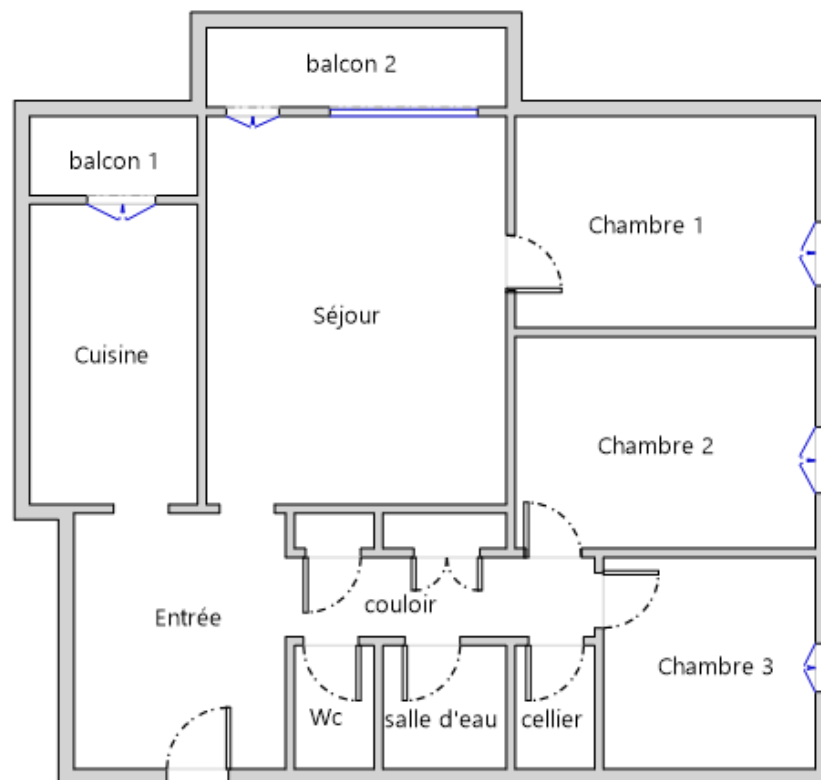 balcon 2
balcon 1
Chambre 1
Séjour
Cuisine
Chambre 2
couloir
Entrée
Chambre 3
Wc
salle d'eau
cellier